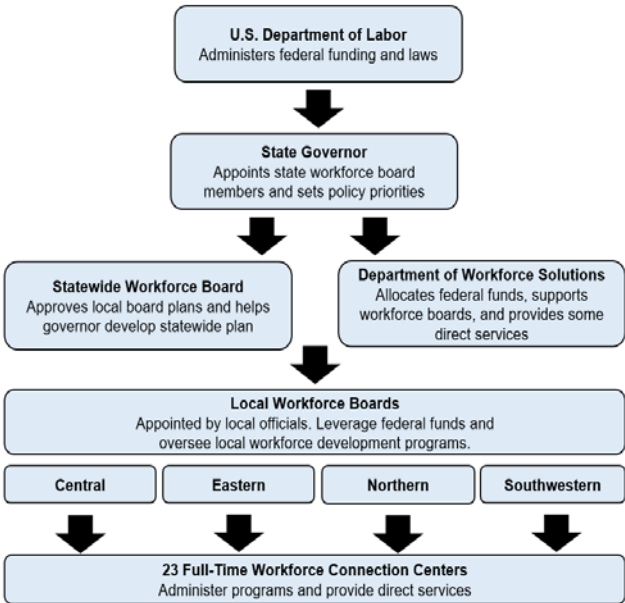 U.S. Department of Labor
Administers federal funding and laws
State Governor
Appoints state workforce board
members and sets policy priorities
Statewide Workforce Board
Approves local board plans and helps
governor develop statewide plan
Department of Workforce Solutions
Allocates federal funds, supports
workforce boards, and provides some
direct services
Local Workforce Boards
Appointed by local officials. Leverage federal funds and
oversee local workforce development programs.
Central
Eastern
Northern
Southwestern
23 Full-Time Workforce Connection Centers
Administer programs and provide direct services